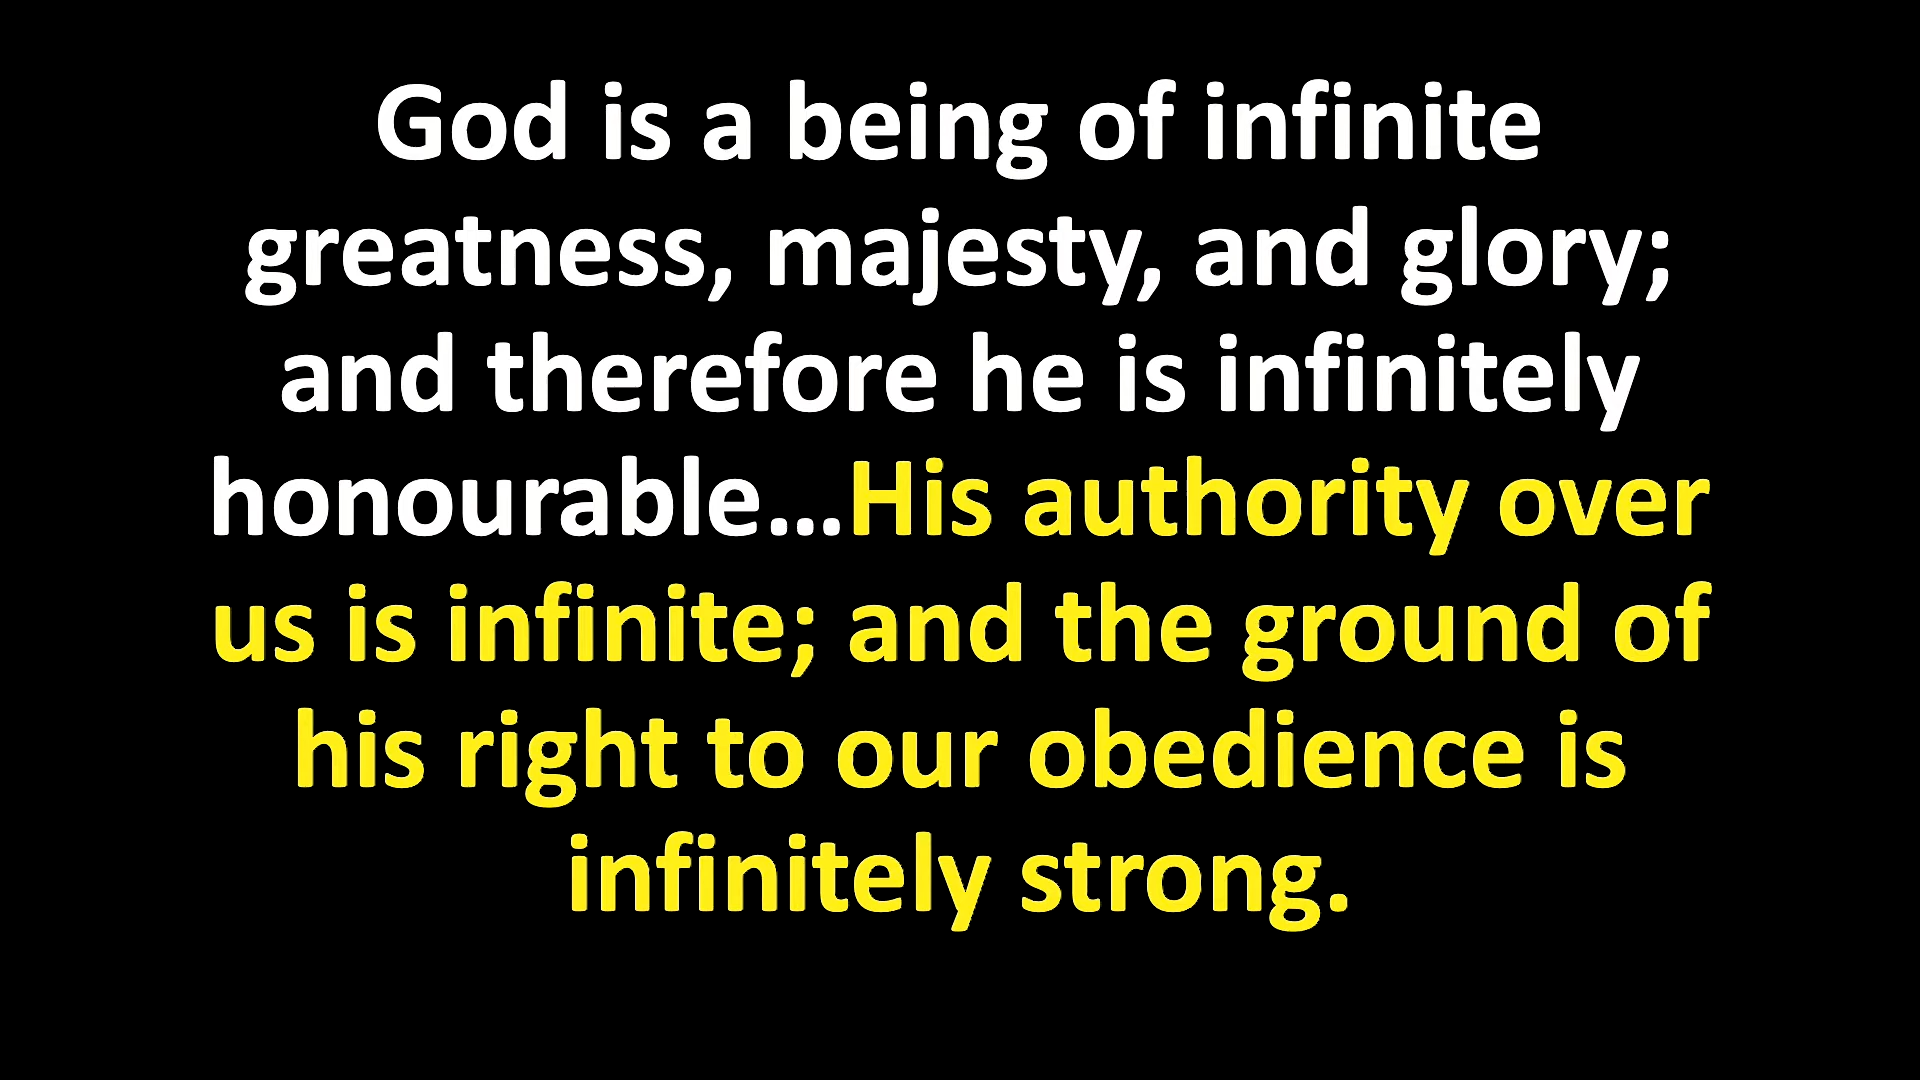 God is a being of infinite
greatness, majesty, and glory;
and therefore he is infinitely
honourable...His authority over
us is infinite; and the ground of
his right to our obedience is
infinitely strong.